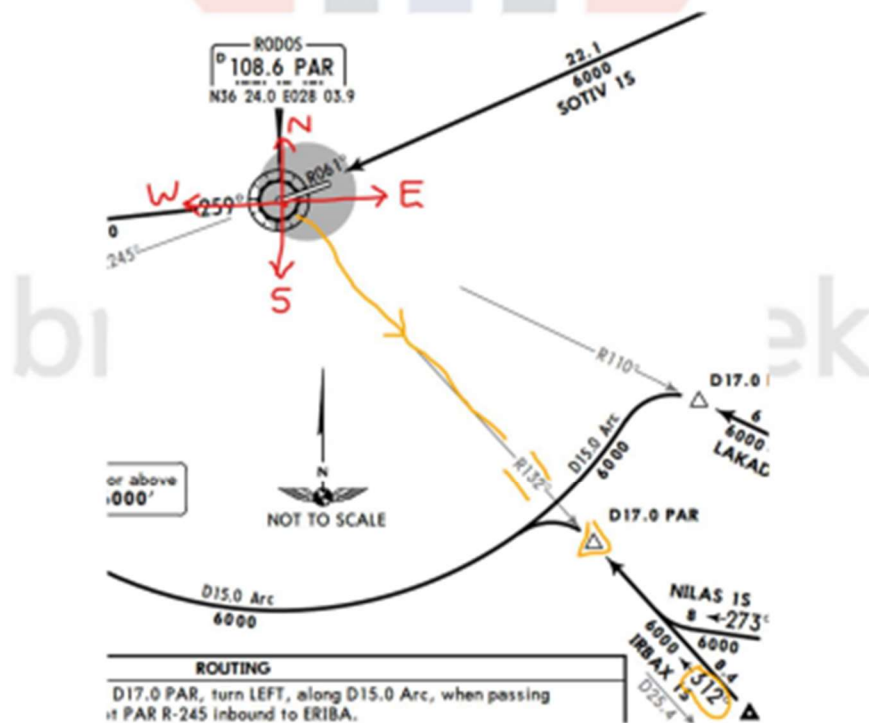 RODOS
D 108.6 PAR
N36 24.0 E028 03.9
22.1
6000
SOTIV 1S
N
W
E
S
R061°
259°
0
245°
R110°
D17.0
6
6000
LAKAD
D15.0 Arc
6000
R132°
D17.0 PAR
or above
6000'
N
NOT TO SCALE
D15.0 Arc
6000
NILAS 1S
8 273°
6000
6000 312° 8.4
IRBAX 1S
D25.4
ROUTING
D17.0 PAR, turn LEFT, along D15.0 Arc, when passing
PAR R-245 inbound to ERIBA.